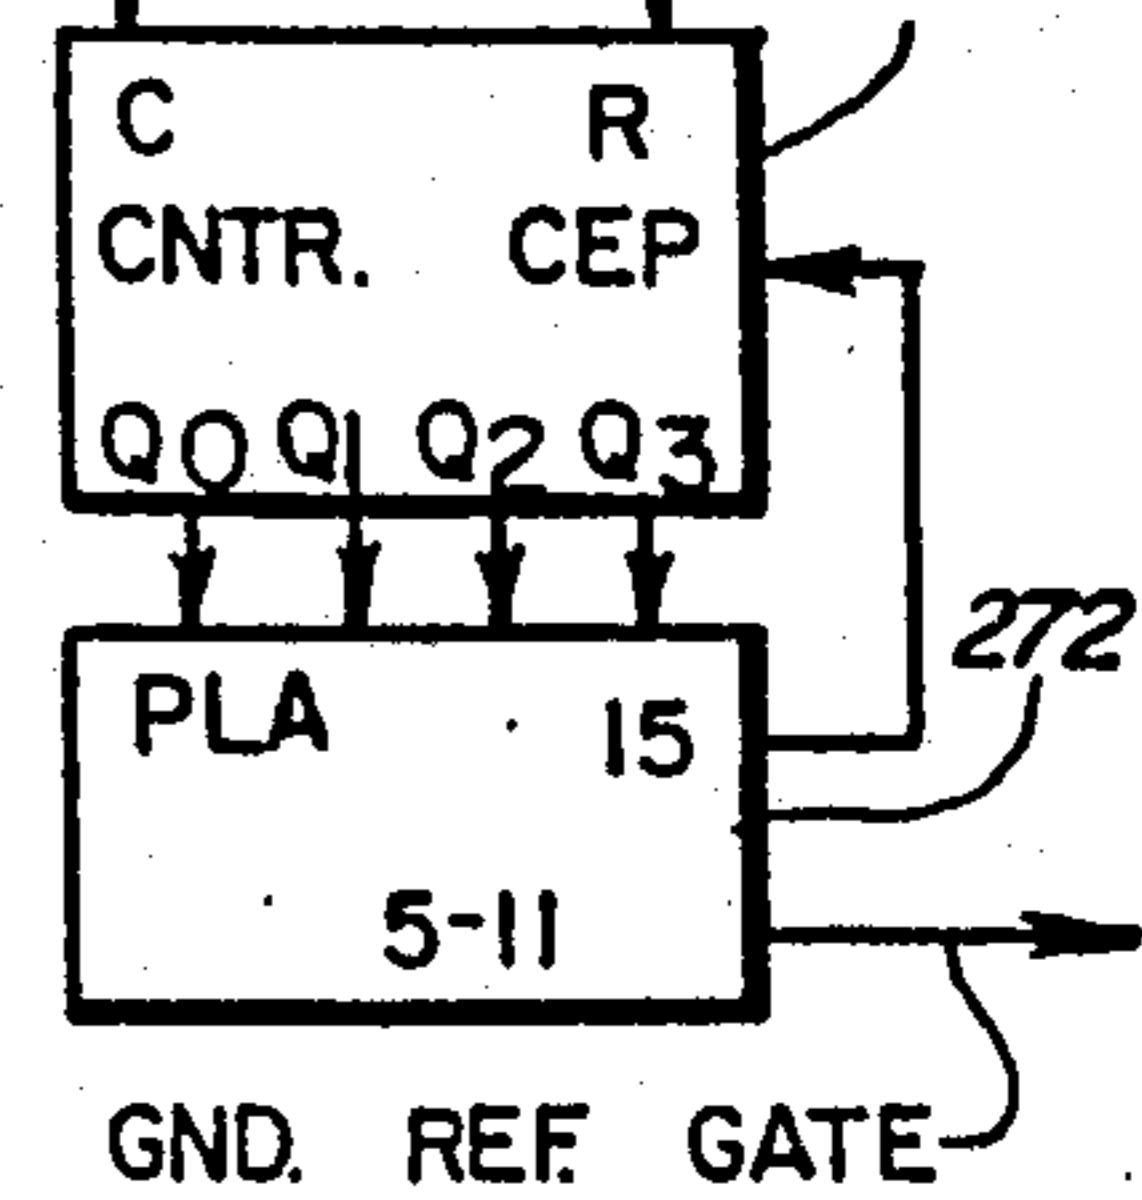 C R
CNTR. CEP
Q0 Q1 Q2 Q3
272
PLA 15
5-11
GND. REF. GATE